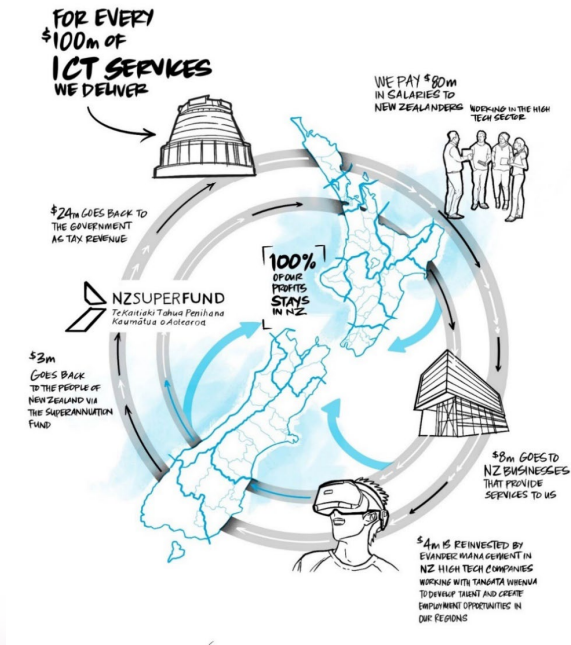 FOR EVERY
$100m OF
ICT SERVICES
WE DELIVER
WE PAY $80m
IN SALARIES TO
NEW ZEALANDERS WORKING IN THE HIGH
TECH SECTOR
$24m GOES BACK TO
THE GOVERNMENT
AS TAX REVENUE
100%
OF OUR
PROFITS
STAYS
IN NZ
NZSUPERFUND
Te Kaitiaki Tahua Penihana
Kaumātua o Aotearoa
$3m
GOES BACK
TO THE PEOPLE OF
NEW ZEALAND VIA
THE SUPERANNUATION
FUND
$8m GOES TO
NZ BUSINESSES
THAT PROVIDE
SERVICES TO US
$4m IS REINVESTED BY
EVANDER MANAGEMENT IN
NZ HIGH TECH COMPANIES
WORKING WITH TANGATA WHENUA
TO DEVELOP TALENT AND CREATE
EMPLOYMENT OPPORTUNITIES IN
OUR REGIONS